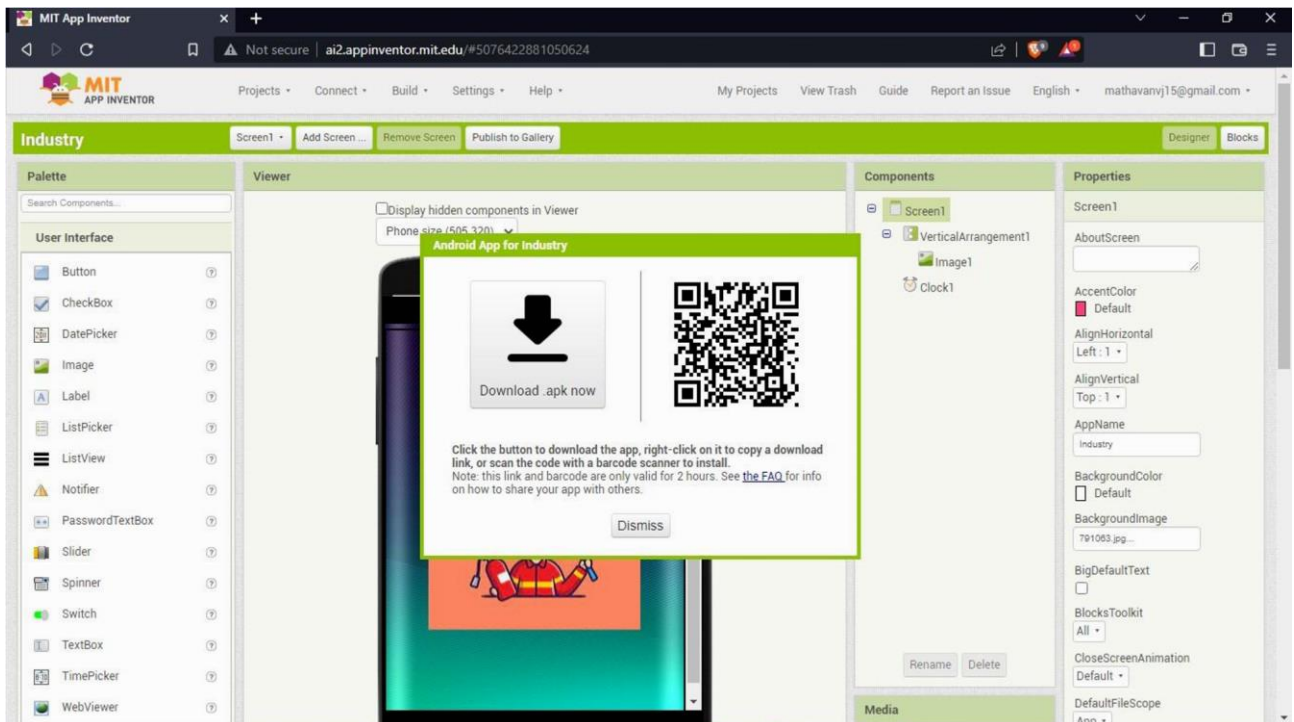 MIT App Inventor
Not secure | ai2.appinventor.mit.edu/#5076422881050624
MIT
APP INVENTOR
Projects Connect Build Settings Help My Projects View Trash Guide Report an Issue English mathavanvj15@gmail.com
Industry Screen1 Add Screen ... Remove Screen Publish to Gallery Designer Blocks
Palette
Search Components...
User Interface
Button
CheckBox
DatePicker
Image
Label
ListPicker
ListView
Notifier
PasswordTextBox
Slider
Spinner
Switch
TextBox
TimePicker
WebViewer
Viewer
Display hidden components in Viewer
Phone size (505,320)
Android App for Industry
Download .apk now
Click the button to download the app, right-click on it to copy a download
link, or scan the code with a barcode scanner to install.
Note: this link and barcode are only valid for 2 hours. See the FAQ for info
on how to share your app with others.
Dismiss
Components
Screen1
VerticalArrangement1
Image1
Clock1
Rename Delete
Media
Properties
Screen1
AboutScreen
AccentColor
Default
AlignHorizontal
Left : 1
AlignVertical
Top : 1
AppName
Industry
BackgroundColor
Default
BackgroundImage
791063.jpg...
BigDefaultText
BlocksToolkit
All
CloseScreenAnimation
Default
DefaultFileScope
App